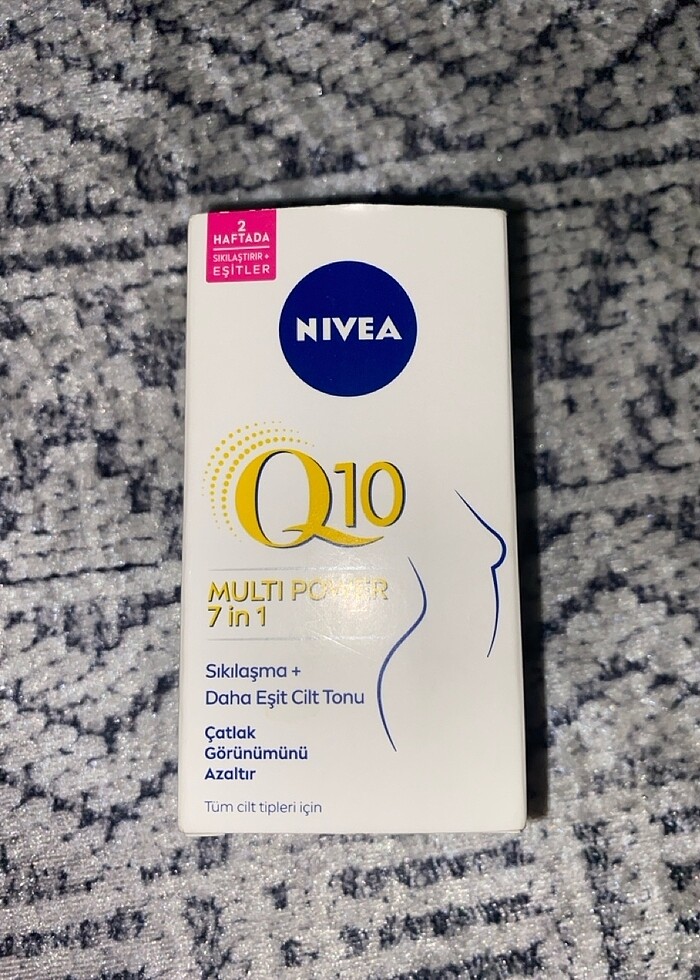 2
HAFTADA
SIKILAŞTIRIR +
EŞİTLER
NIVEA
Q10
MULTI POWER
7 in 1
Sıkılaşma +
Daha Eşit Cilt Tonu
Çatlak
Görünümünü
Azaltır
Tüm cilt tipleri için